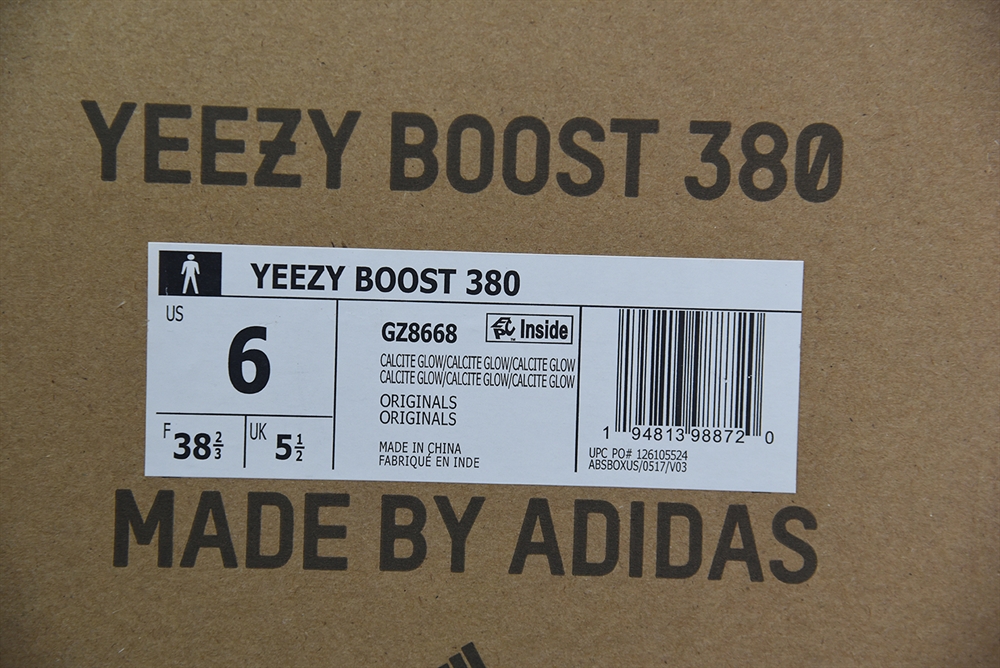 YEEZY BOOST 380
YEEZY BOOST 380
US
6
F 38 2/3
UK 5 1/2
GZ8668
EPC Inside
CALCITE GLOW/CALCITE GLOW/CALCITE GLOW
CALCITE GLOW/CALCITE GLOW/CALCITE GLOW
ORIGINALS
ORIGINALS
MADE IN CHINA
FABRIQUÉ EN INDE
1 94813 98872 0
UPC PO# 126105524
ABSBOXUS/0517/V03
MADE BY ADIDAS